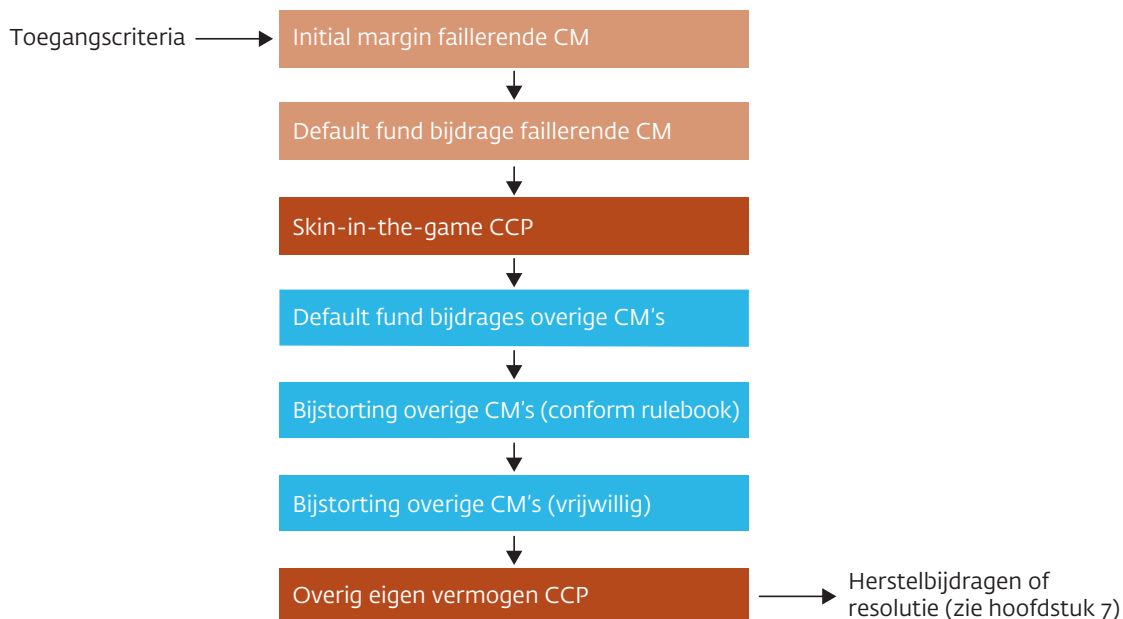 Toegangscriteria
Initial margin faillerende CM
Default fund bijdrage faillerende CM
Skin-in-the-game CCP
Default fund bijdrages overige CM's
Bijstorting overige CM's (conform rulebook)
Bijstorting overige CM's (vrijwillig)
Overig eigen vermogen CCP
Herstelbijdragen of
resolutie (zie hoofdstuk 7)